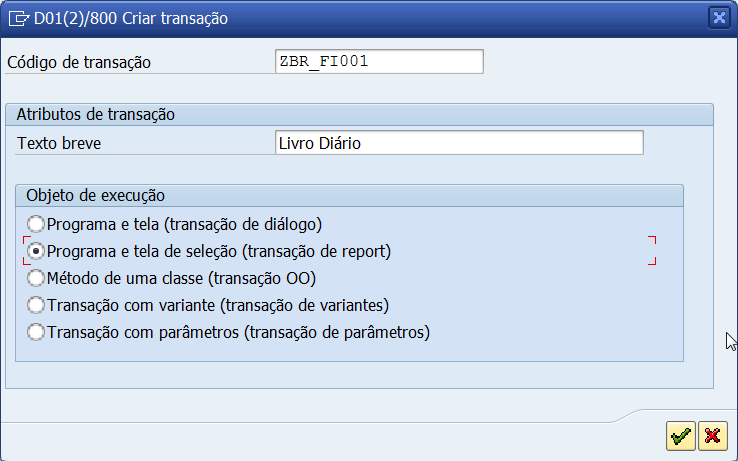 D01(2)/800 Criar transação
Código de transação ZBR_FI001
Atributos de transação
Texto breve Livro Diário
Objeto de execução
Programa e tela (transação de diálogo)
Programa e tela de seleção (transação de report)
Método de uma classe (transação OO)
Transação com variante (transação de variantes)
Transação com parâmetros (transação de parâmetros)